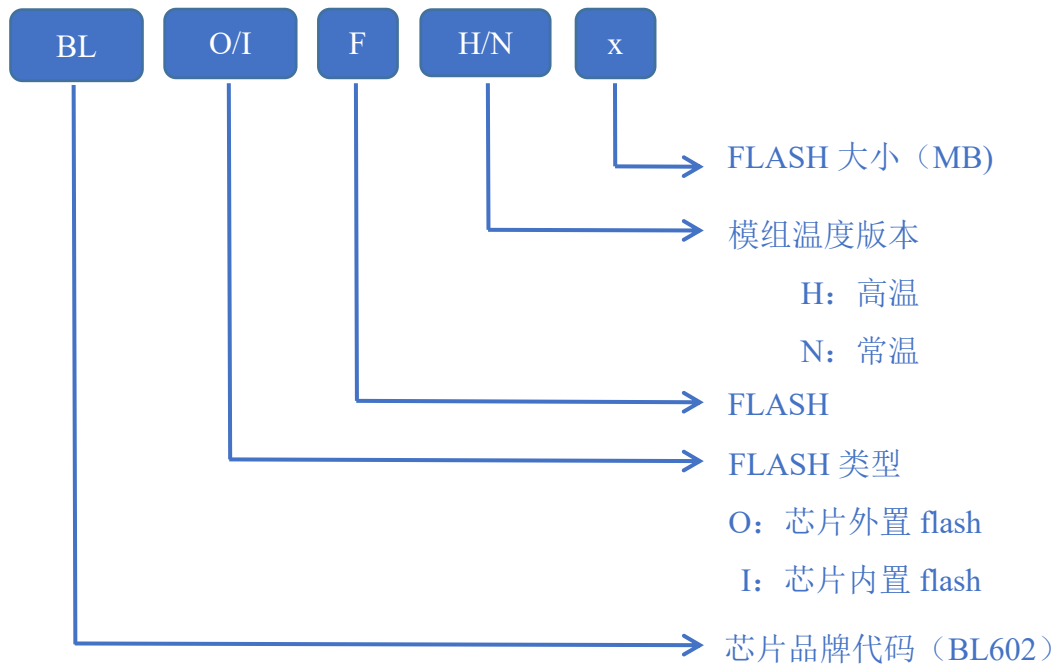 BL O/I F H/N x
FLASH 大小（MB)
模组温度版本
H：高温
N：常温
FLASH
FLASH 类型
O：芯片外置 flash
I：芯片内置 flash
芯片品牌代码（BL602）